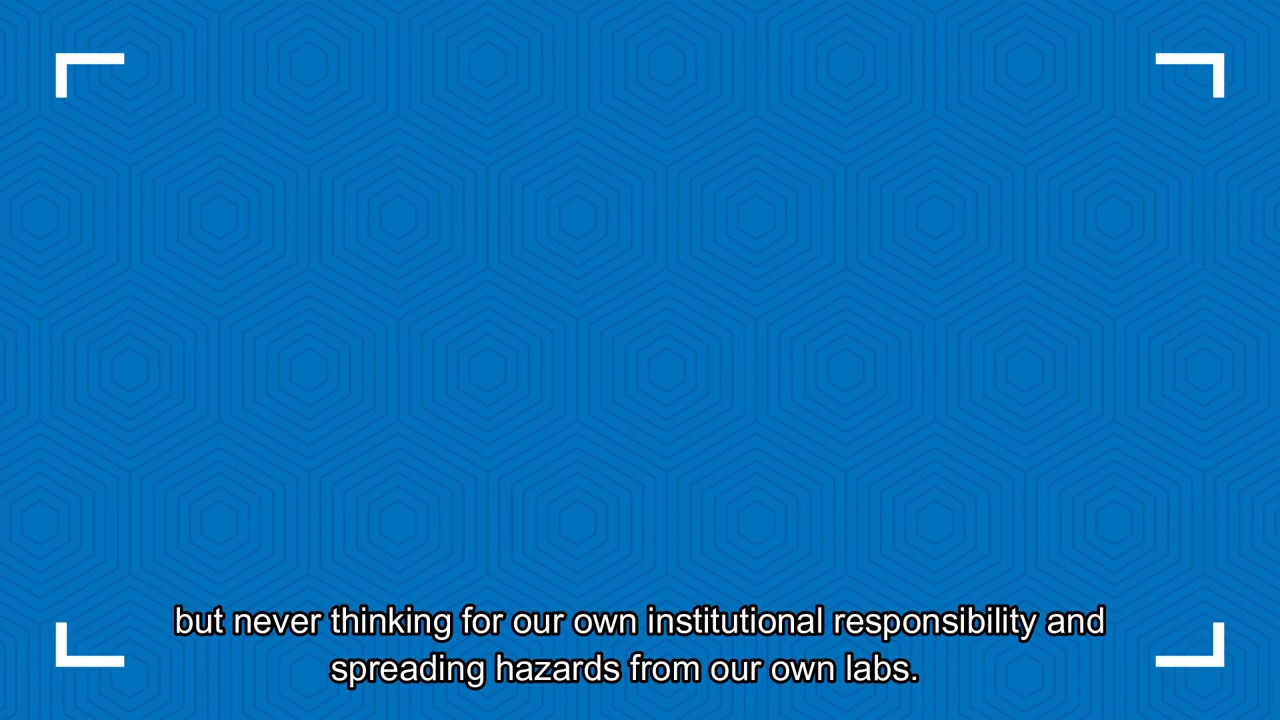 but never thinking for our own institutional responsibility and
spreading hazards from our own labs.